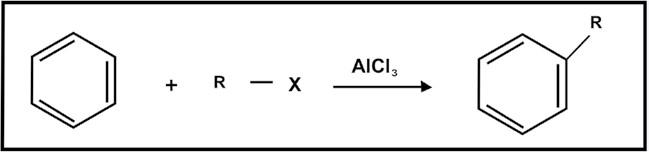 + R — X AlCl₃ R